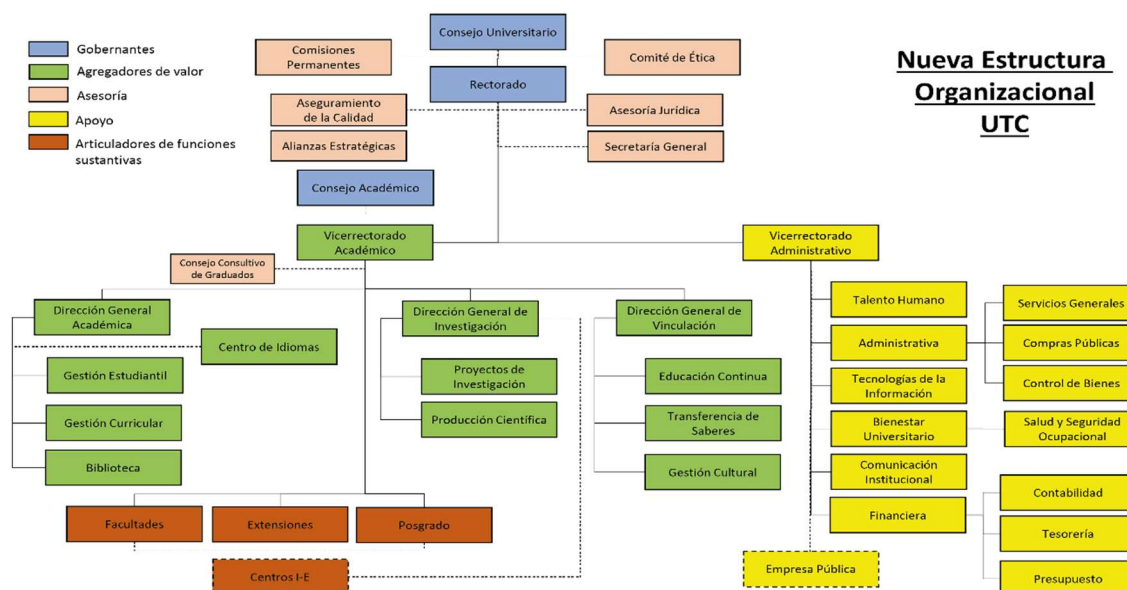 Gobernantes
Agregadores de valor
Asesoría
Apoyo
Articuladores de funciones
sustantivas
Nueva Estructura
Organizacional
UTC
Consejo Universitario
Comisiones
Permanentes
Comité de Ética
Rectorado
Aseguramiento
de la Calidad
Asesoría Jurídica
Alianzas Estratégicas
Secretaría General
Consejo Académico
Vicerrectorado
Académico
Vicerrectorado
Administrativo
Consejo Consultivo
de Graduados
Dirección General
Académica
Centro de Idiomas
Gestión Estudiantil
Gestión Curricular
Biblioteca
Dirección General de
Investigación
Proyectos de
Investigación
Producción Científica
Dirección General de
Vinculación
Educación Continua
Transferencia de
Saberes
Gestión Cultural
Facultades
Extensiones
Posgrado
Centros I-E
Talento Humano
Administrativa
Tecnologías de la
Información
Bienestar
Universitario
Comunicación
Institucional
Financiera
Empresa Pública
Servicios Generales
Compras Públicas
Control de Bienes
Salud y Seguridad
Ocupacional
Contabilidad
Tesorería
Presupuesto